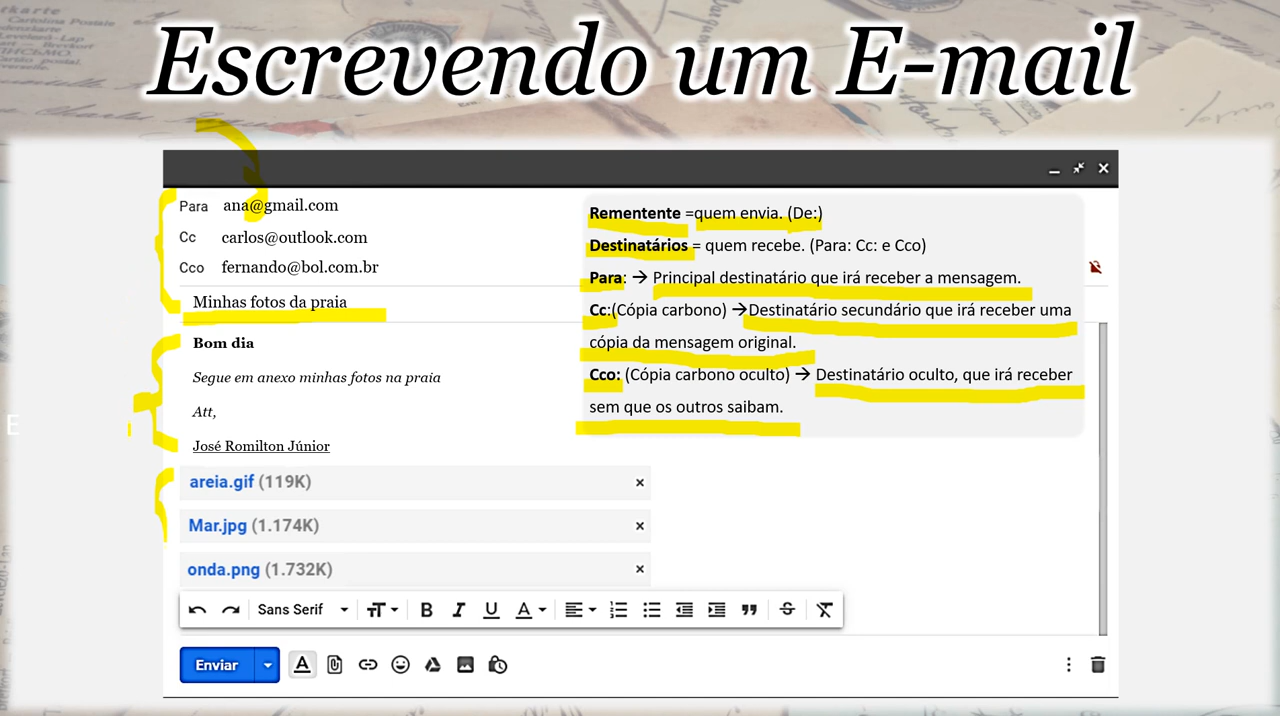 Escrevendo um E-mail
Cartolina Postale
Para ana@gmail.com
Cc carlos@outlook.com
Cco fernando@bol.com.br
Minhas fotos da praia
Bom dia
Segue em anexo minhas fotos na praia
Att,
José Romilton Júnior
Rementente =quem envia. (De:)
Destinatários = quem recebe. (Para: Cc: e Cco)
Para: → Principal destinatário que irá receber a mensagem.
Cc:(Cópia carbono) →Destinatário secundário que irá receber uma
cópia da mensagem original.
Cco: (Cópia carbono oculto) → Destinatário oculto, que irá receber
sem que os outros saibam.
E
areia.gif (119K)
Mar.jpg (1.174K)
onda.png (1.732K)
Sans Serif
Enviar